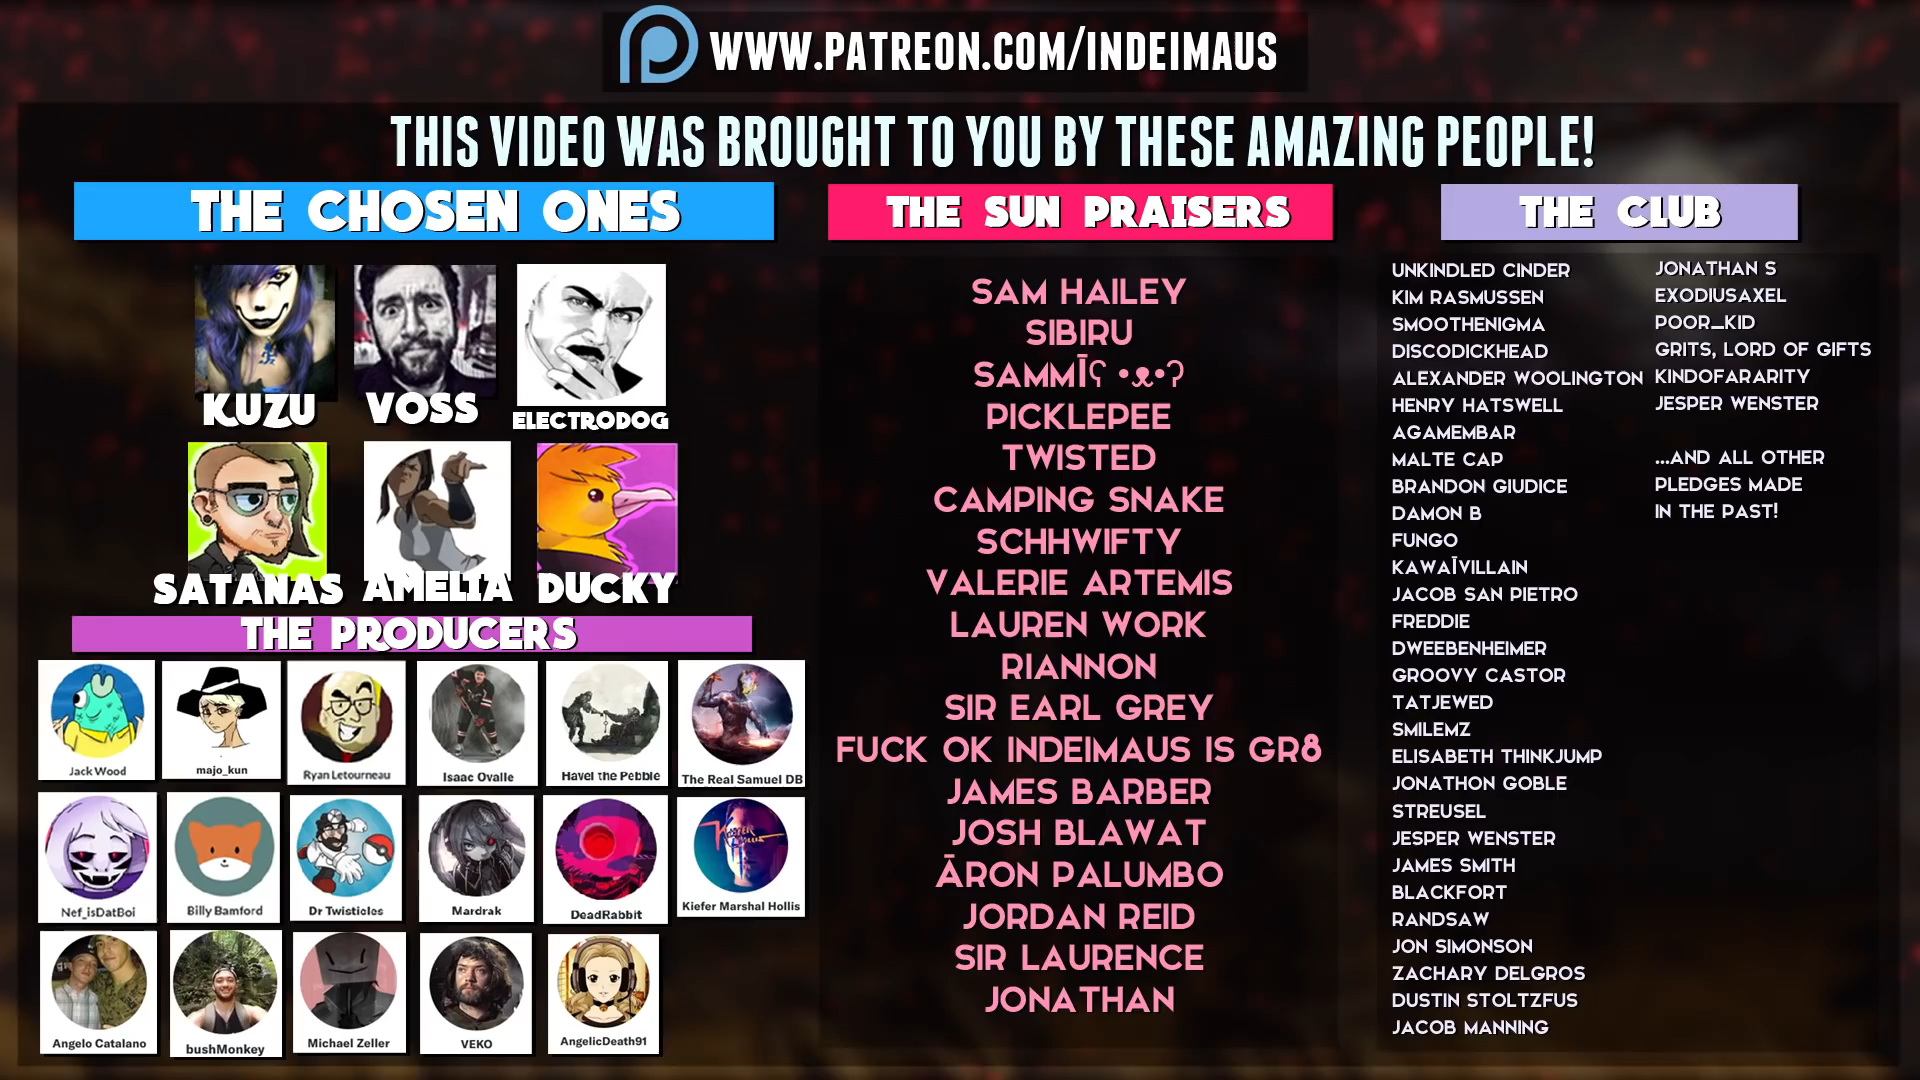 WWW.PATREON.COM/INDEIMAUS
THIS VIDEO WAS BROUGHT TO YOU BY THESE AMAZING PEOPLE!
THE CHOSEN ONES
KUZU
VOSS
ELECTRODOG
SATANAS
AMELIA
DUCKY
THE PRODUCERS
Jack Wood
majo_kun
Ryan Letourneau
Isaac Ovalle
Havel the Pebble
The Real Samuel DB
Nef_isDatBoi
Billy Bamford
Dr Twisticles
Mardrak
DeadRabbit
Kiefer Marshal Hollis
Angelo Catalano
bushMonkey
Michael Zeller
VEKO
AngelicDeath91
THE SUN PRAISERS
SAM HAILEY
SIBIRU
SAMMĪʕ •ᴥ•ʔ
PICKLEPEE
TWISTED
CAMPING SNAKE
SCHHWIFTY
VALERIE ARTEMIS
LAUREN WORK
RIANNON
SIR EARL GREY
FUCK OK INDEIMAUS IS GR8
JAMES BARBER
JOSH BLAWAT
ĀRON PALUMBO
JORDAN REID
SIR LAURENCE
JONATHAN
THE CLUB
UNKINDLED CINDER
KIM RASMUSSEN
SMOOTHENIGMA
DISCODICKHEAD
ALEXANDER WOOLINGTON
HENRY HATSWELL
AGAMEMBAR
MALTE CAP
BRANDON GIUDICE
DAMON B
FUNGO
KAWAĪVILLAIN
JACOB SAN PIETRO
FREDDIE
DWEEBENHEIMER
GROOVY CASTOR
TATJEWED
SMILEMZ
ELISABETH THINKJUMP
JONATHON GOBLE
STREUSEL
JESPER WENSTER
JAMES SMITH
BLACKFORT
RANDSAW
JON SIMONSON
ZACHARY DELGROS
DUSTIN STOLTZFUS
JACOB MANNING
JONATHAN S
EXODIUSAXEL
POOR_KID
GRITS, LORD OF GIFTS
KINDOFARARITY
JESPER WENSTER
...AND ALL OTHER
PLEDGES MADE
IN THE PAST!